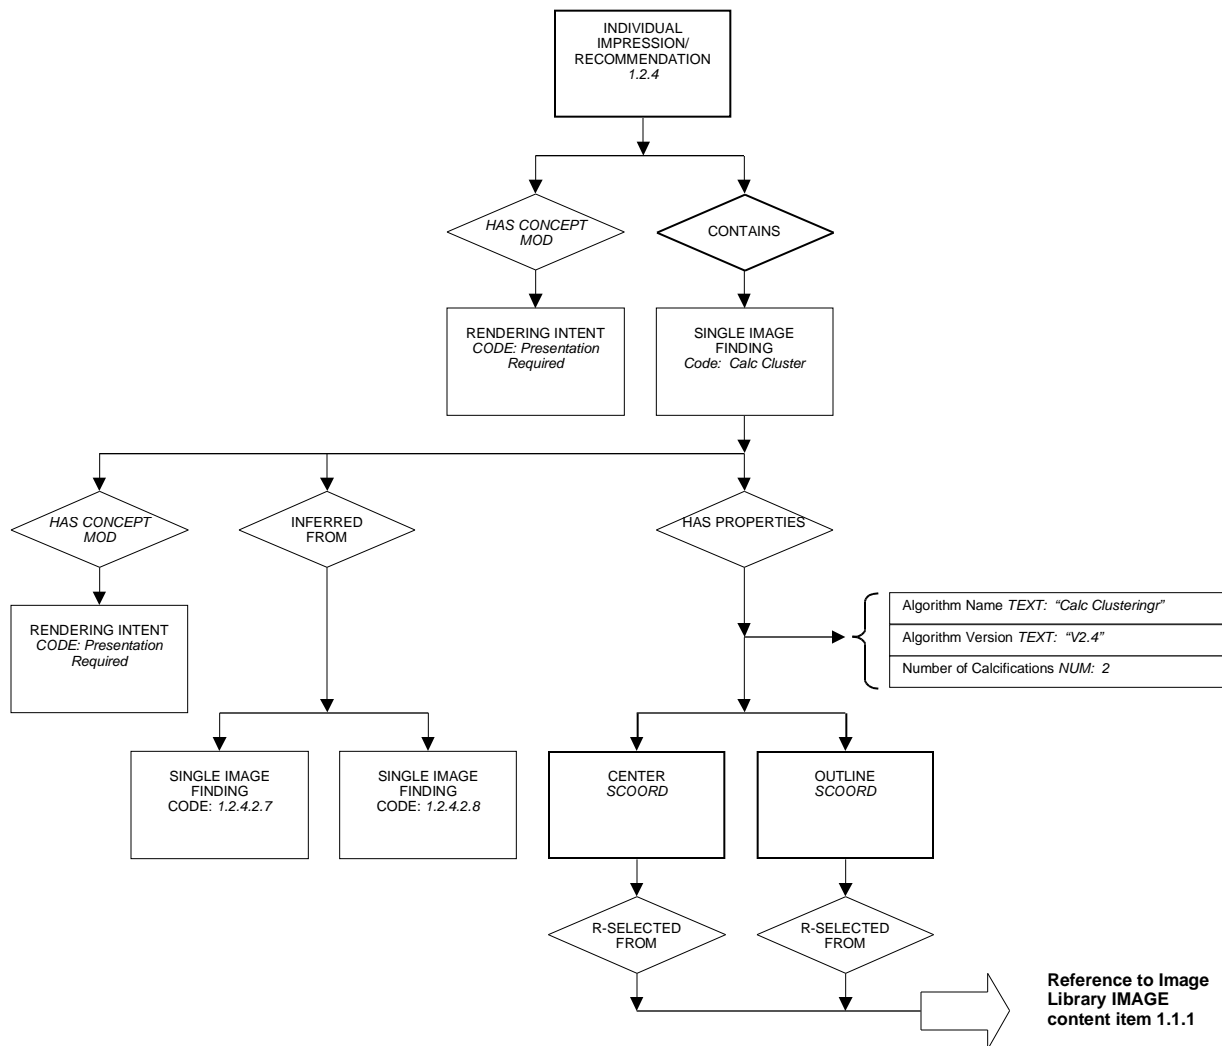 INDIVIDUAL
IMPRESSION/
RECOMMENDATION
1.2.4
HAS CONCEPT
MOD
CONTAINS
RENDERING INTENT
CODE: Presentation
Required
SINGLE IMAGE
FINDING
Code: Calc Cluster
HAS CONCEPT
MOD
INFERRED
FROM
HAS PROPERTIES
RENDERING INTENT
CODE: Presentation
Required
Algorithm Name TEXT: “Calc Clusteringr”
Algorithm Version TEXT: “V2.4”
Number of Calcifications NUM: 2
SINGLE IMAGE
FINDING
CODE: 1.2.4.2.7
SINGLE IMAGE
FINDING
CODE: 1.2.4.2.8
CENTER
SCOORD
OUTLINE
SCOORD
R-SELECTED
FROM
R-SELECTED
FROM
Reference to Image
Library IMAGE
content item 1.1.1